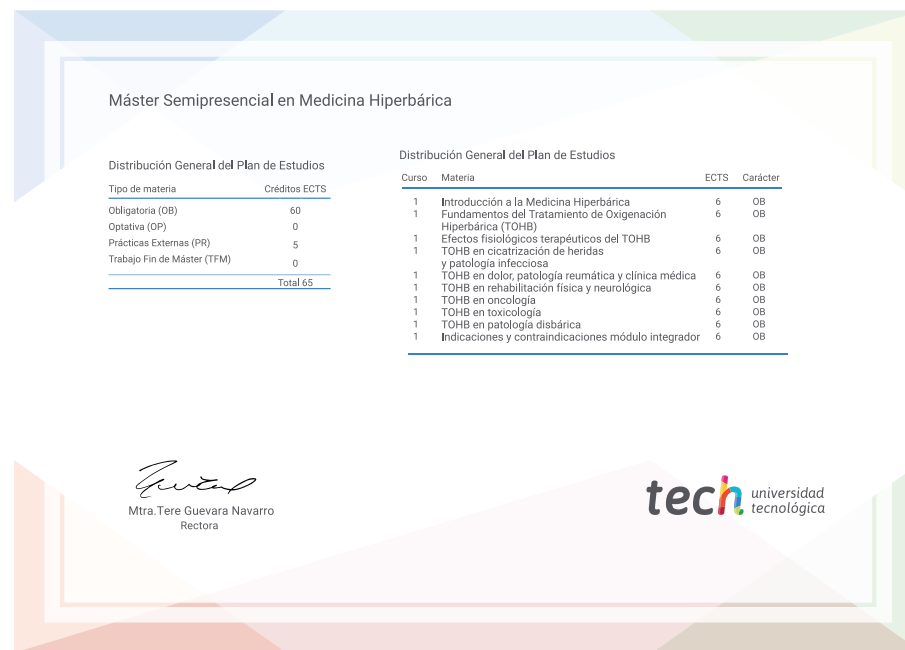 Máster Semipresencial en Medicina Hiperbárica
Distribución General del Plan de Estudios
Tipo de materia Créditos ECTS
Obligatoria (OB) 60
Optativa (OP) 0
Prácticas Externas (PR) 5
Trabajo Fin de Máster (TFM) 0
Total 65
Distribución General del Plan de Estudios
Curso Materia ECTS Carácter
1 Introducción a la Medicina Hiperbárica 6 OB
1 Fundamentos del Tratamiento de Oxigenación 6 OB
Hiperbárica (TOHB)
1 Efectos fisiológicos terapéuticos del TOHB 6 OB
1 TOHB en cicatrización de heridas 6 OB
y patología infecciosa
1 TOHB en dolor, patología reumática y clínica médica 6 OB
1 TOHB en rehabilitación física y neurológica 6 OB
1 TOHB en oncología 6 OB
1 TOHB en toxicología 6 OB
1 TOHB en patología disbárica 6 OB
1 Indicaciones y contraindicaciones módulo integrador 6 OB
Mtra.Tere Guevara Navarro
Rectora
tech universidad
tecnológica